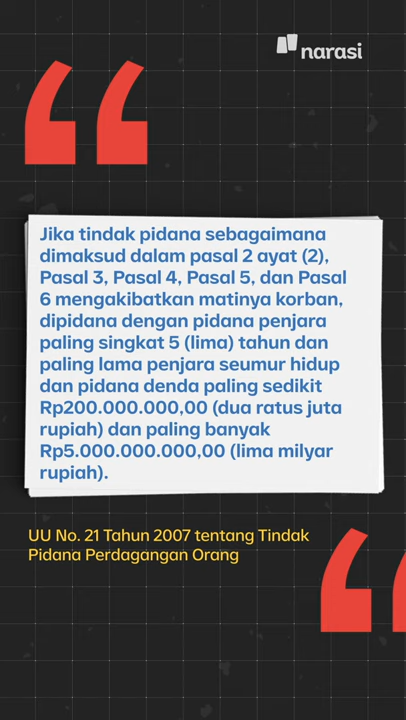 narasi
Jika tindak pidana sebagaimana
dimaksud dalam pasal 2 ayat (2),
Pasal 3, Pasal 4, Pasal 5, dan Pasal
6 mengakibatkan matinya korban,
dipidana dengan pidana penjara
paling singkat 5 (lima) tahun dan
paling lama penjara seumur hidup
dan pidana denda paling sedikit
Rp200.000.000,00 (dua ratus juta
rupiah) dan paling banyak
Rp5.000.000.000,00 (lima milyar
rupiah).
UU No. 21 Tahun 2007 tentang Tindak
Pidana Perdagangan Orang